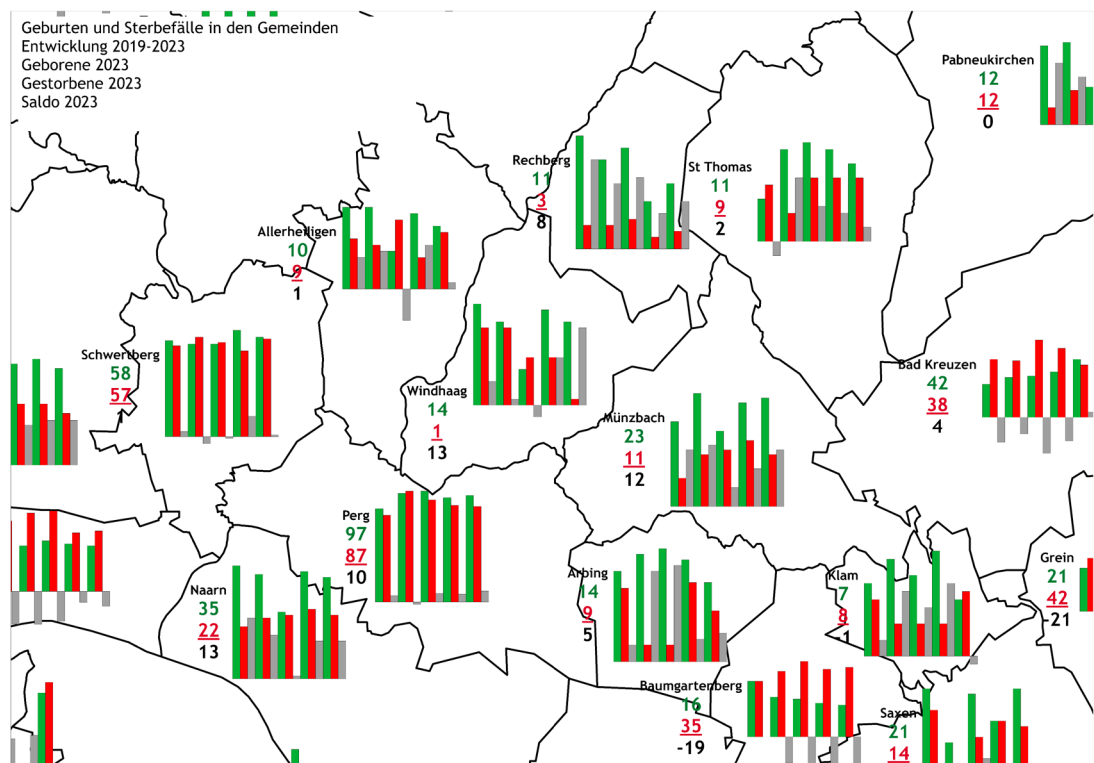 Geburten und Sterbefälle in den Gemeinden
Entwicklung 2019-2023
Geborene 2023
Gestorbene 2023
Saldo 2023
Pabneukirchen
12
12
0
Rechberg
11
3
8
St Thomas
11
9
2
Allerheiligen
10
9
1
Schwertberg
58
57
1
Windhaag
14
1
13
Bad Kreuzen
42
38
4
Münzbach
23
11
12
Perg
97
87
10
Naarn
35
22
13
Arbing
14
9
5
Klam
7
8
-1
Grein
21
42
-21
Baumgartenberg
16
35
-19
Saxen
21
14